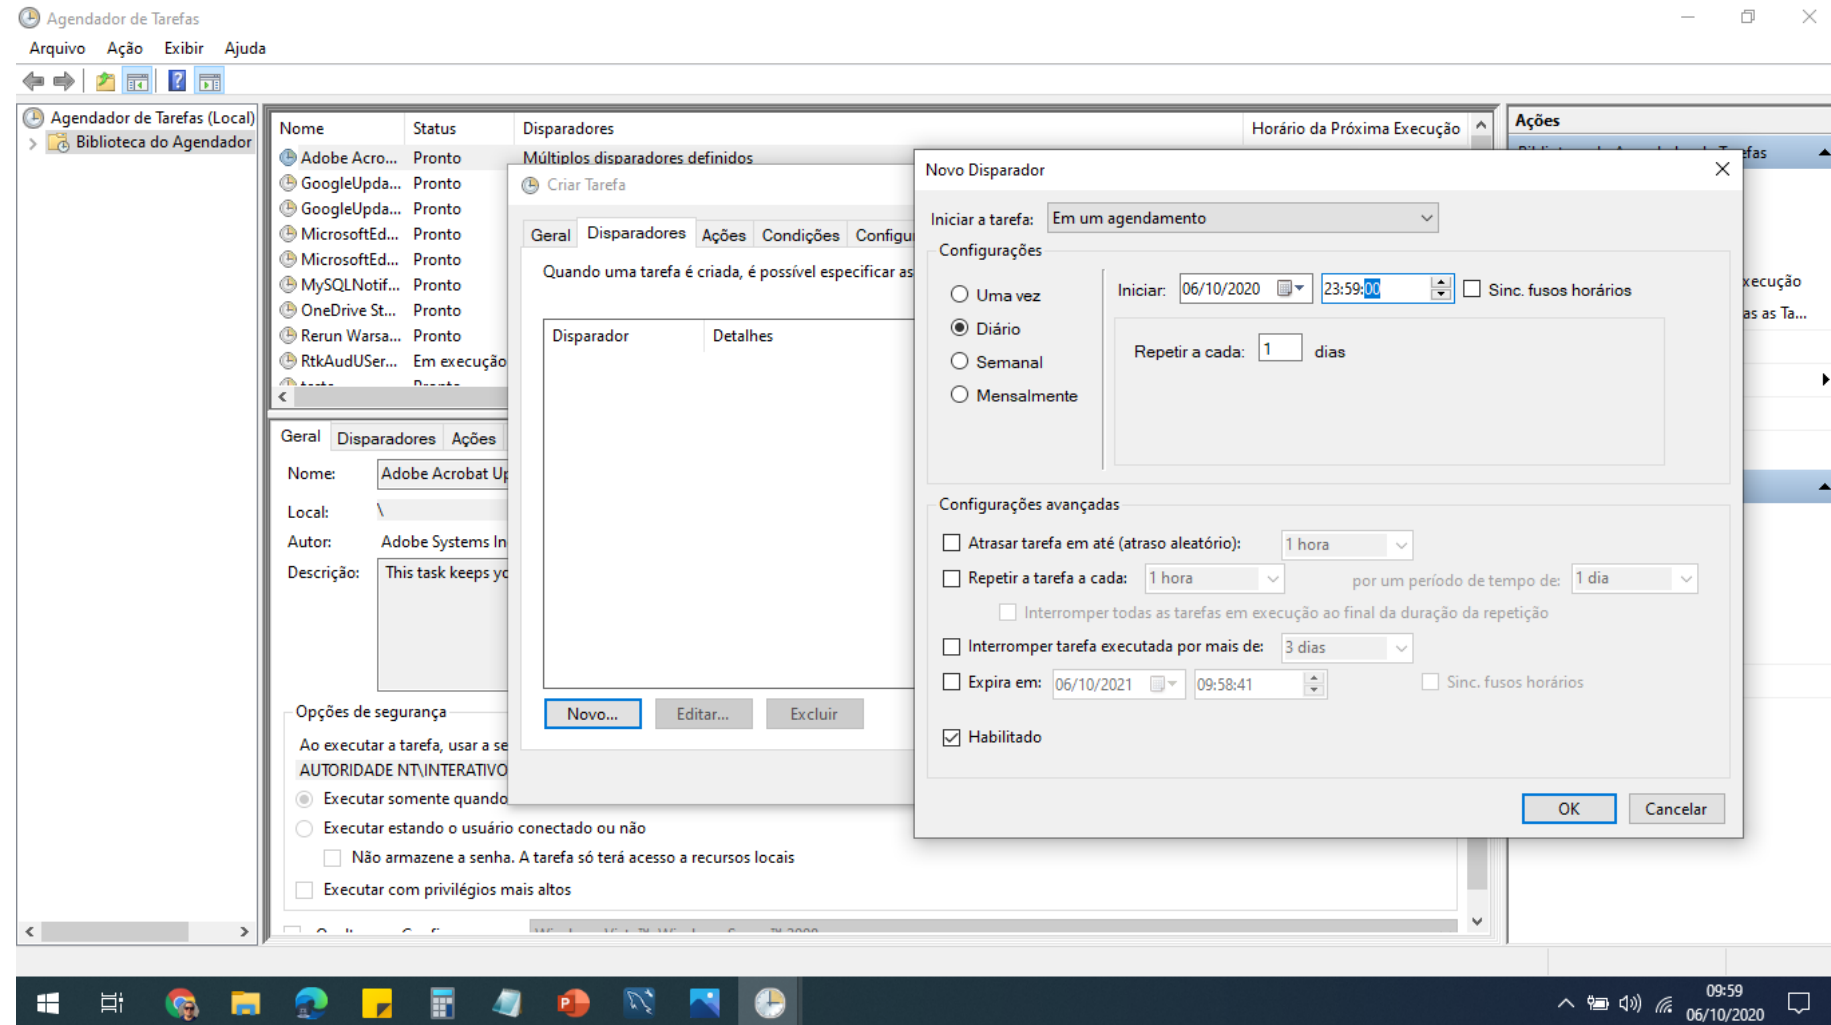 Agendador de Tarefas
Arquivo Ação Exibir Ajuda
Agendador de Tarefas (Local)
Biblioteca do Agendador
Nome Status Disparadores Horário da Próxima Execução
Adobe Acro... Pronto Múltiplos disparadores definidos
GoogleUpda... Pronto
GoogleUpda... Pronto
MicrosoftEd... Pronto
MicrosoftEd... Pronto
MySQLNotif... Pronto
OneDrive St... Pronto
Rerun Warsa... Pronto
RtkAudUSer... Em execução
Geral Disparadores Ações
Nome: Adobe Acrobat Up
Local: \
Autor: Adobe Systems In
Descrição: This task keeps yo
Opções de segurança
Ao executar a tarefa, usar a se
AUTORIDADE NT\INTERATIVO
Executar somente quando
Executar estando o usuário conectado ou não
Não armazene a senha. A tarefa só terá acesso a recursos locais
Executar com privilégios mais altos
Criar Tarefa
Geral Disparadores Ações Condições Configu
Quando uma tarefa é criada, é possível especificar as
Disparador Detalhes
Novo... Editar... Excluir
Novo Disparador
Iniciar a tarefa: Em um agendamento
Configurações
Uma vez
Diário
Semanal
Mensalmente
Iniciar: 06/10/2020 23:59:00 Sinc. fusos horários
Repetir a cada: 1 dias
Configurações avançadas
Atrasar tarefa em até (atraso aleatório): 1 hora
Repetir a tarefa a cada: 1 hora por um período de tempo de: 1 dia
Interromper todas as tarefas em execução ao final da duração da repetição
Interromper tarefa executada por mais de: 3 dias
Expira em: 06/10/2021 09:58:41 Sinc. fusos horários
Habilitado
OK Cancelar
Ações
efas
xecução
as as Ta...
09:59
06/10/2020